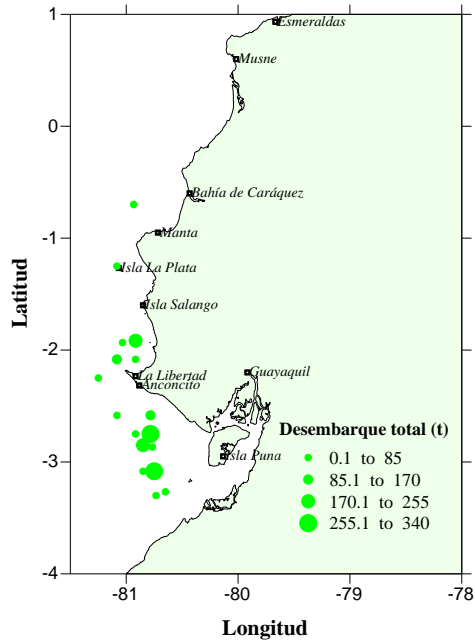 1
Esmeraldas
Musne
0
Bahía de Caráquez
Manta
-1
Isla La Plata
Isla Salango
Latitud
-2
La Libertad
Guayaquil
Anconcito
Desembarque total (t)
0.1 to 85
Isla Puna
-3
85.1 to 170
170.1 to 255
255.1 to 340
-4
-81 -80 -79 -78
Longitud